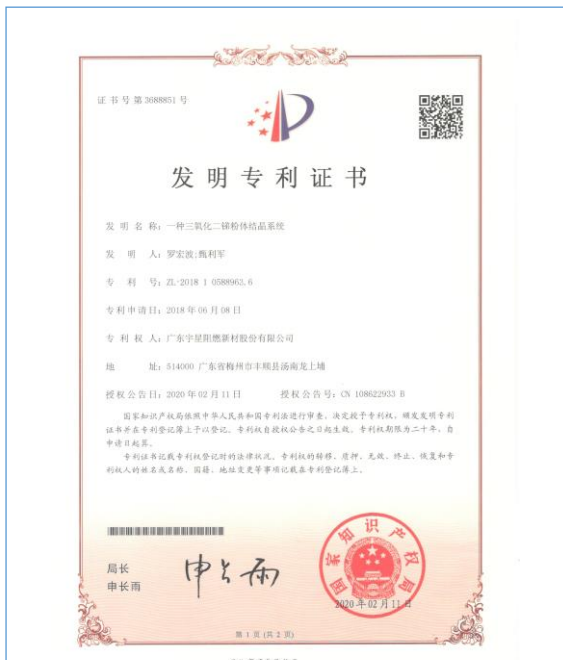 证书号第3688851号
发明专利证书
发 明 名 称：一种三氧化二锑粉体结晶系统
发 明 人：罗宏波;甄利军
专 利 号：ZL 2018 1 0588963.6
专利申请日：2018年06月08日
专 利 权 人：广东宇星阻燃新材股份有限公司
地 址：514000 广东省梅州市丰顺县汤南龙上埔
授权公告日：2020年02月11日 授权公告号：CN 108622933 B
国家知识产权局依照中华人民共和国专利法进行审查，决定授予专利权，颁发发明专利
证书并在专利登记簿上予以登记。专利权自授权公告之日起生效。专利权期限为二十年，自
申请日起算。
专利证书记载专利权登记时的法律状况。专利权的转移、质押、无效、终止、恢复和专
利权人的姓名或名称、国籍、地址变更等事项记载在专利登记簿上。
局长
申长雨
申长雨
国家知识产权局
2020年02月11日
第 1 页 (共 2 页)